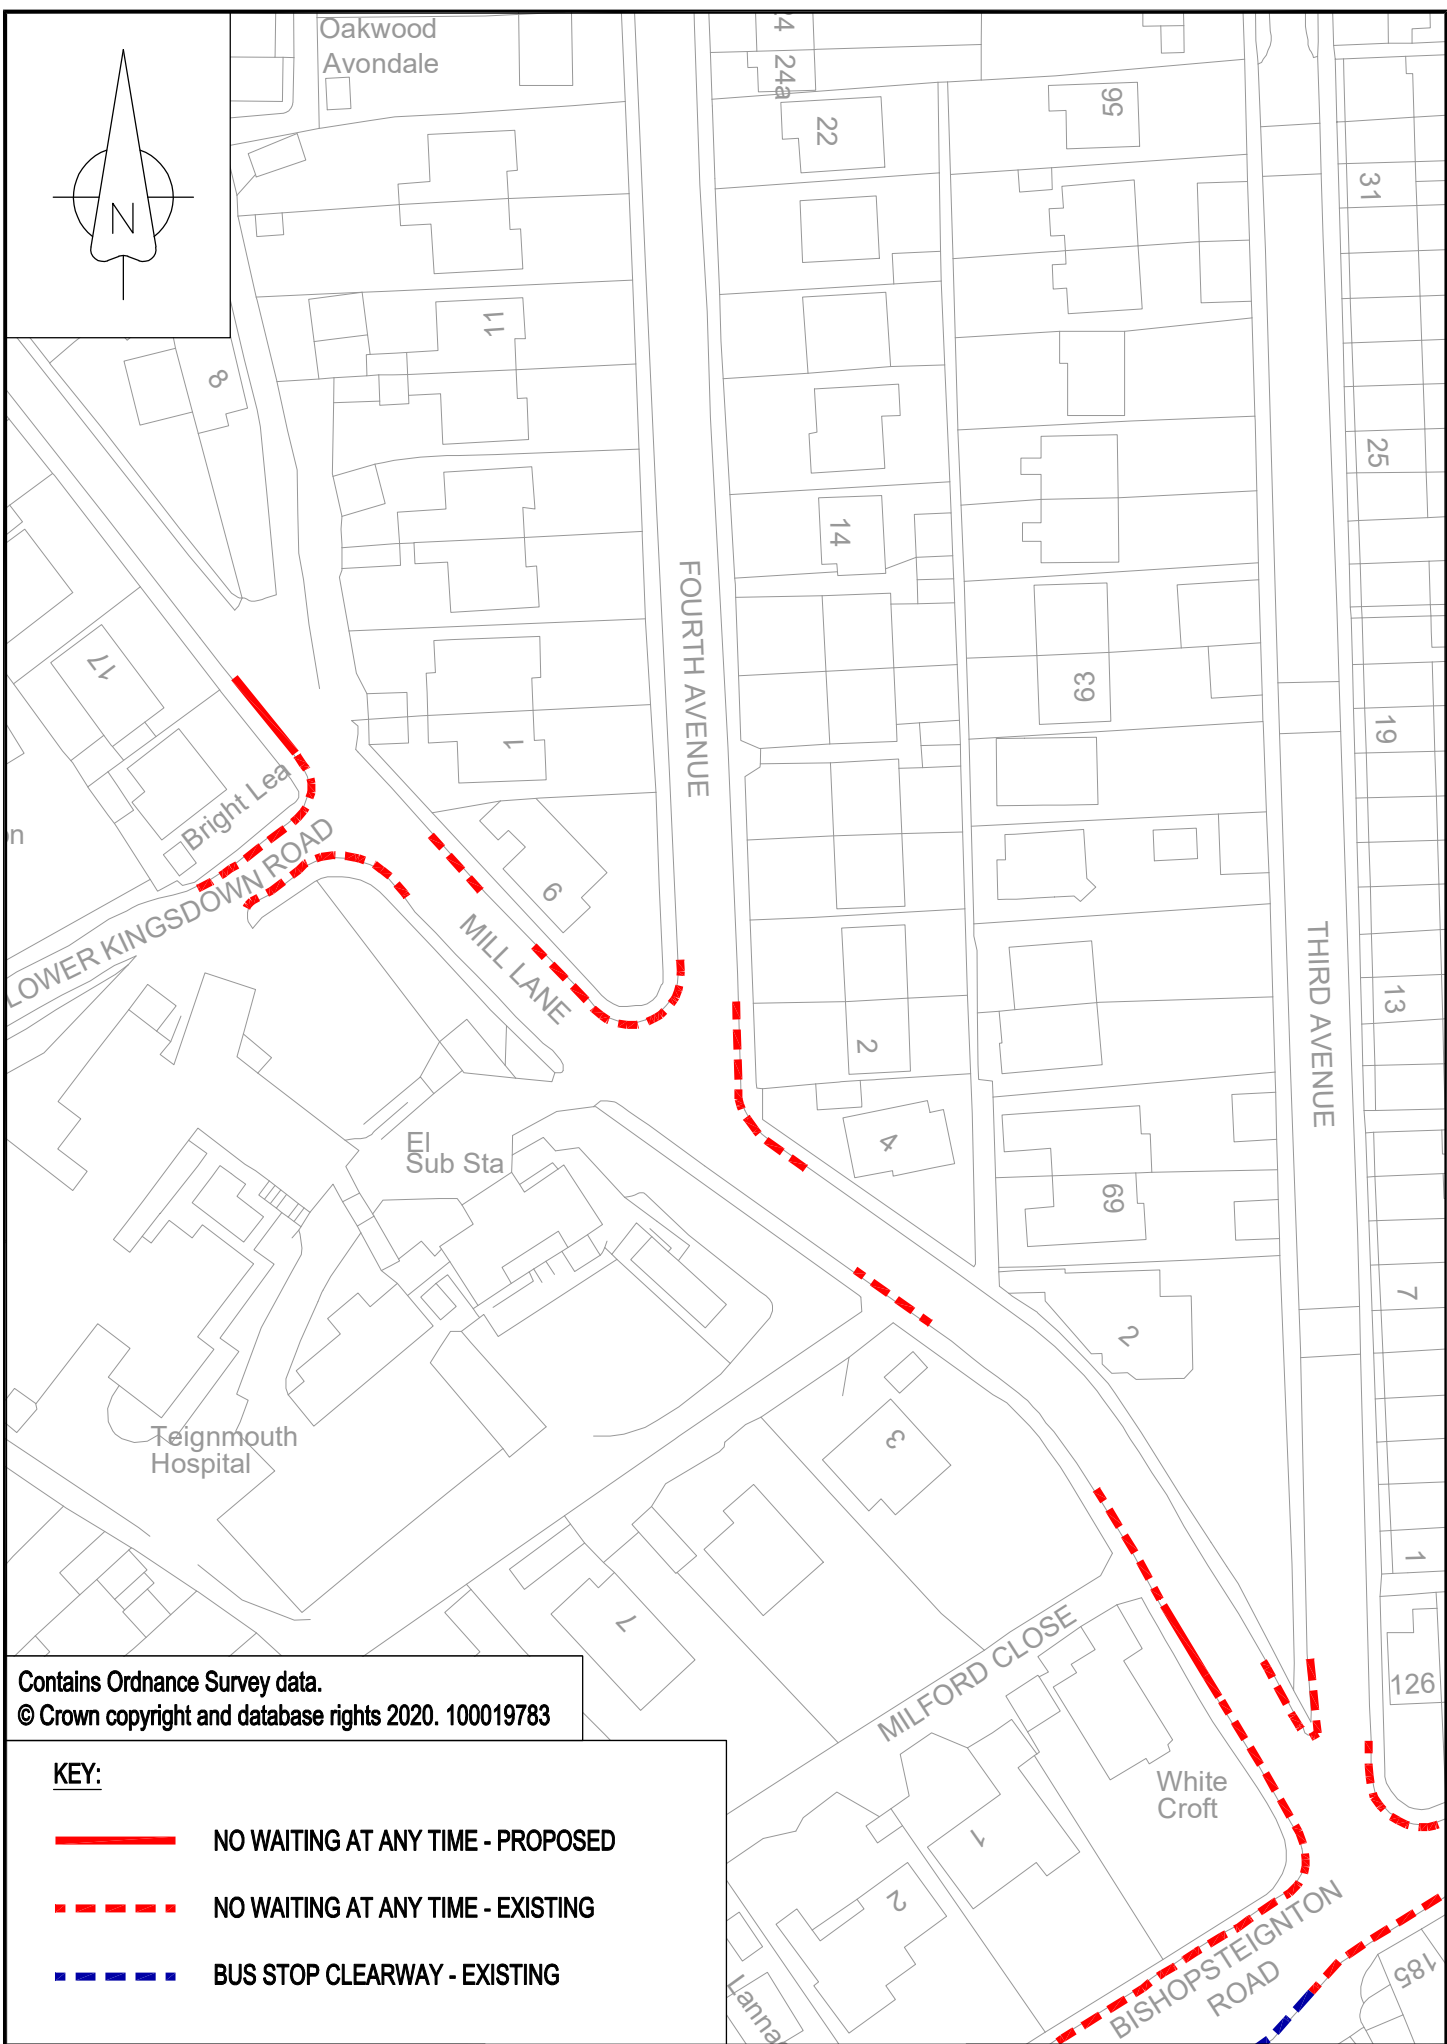 Oakwood
Avondale
24a
22
56
31
N
11
8
25
14
FOURTH AVENUE
17
63
19
1
Bright Lea
9
LOWER KINGSDOWN ROAD
MILL LANE
THIRD AVENUE
13
2
4
El
Sub Sta
69
7
2
3
Teignmouth
Hospital
1
7
MILFORD CLOSE
126
Contains Ordnance Survey data.
© Crown copyright and database rights 2020. 100019783
White
Croft
1
2
185
BISHOPSTEIGNTON
ROAD
Lanna
KEY:
NO WAITING AT ANY TIME - PROPOSED
NO WAITING AT ANY TIME - EXISTING
BUS STOP CLEARWAY - EXISTING